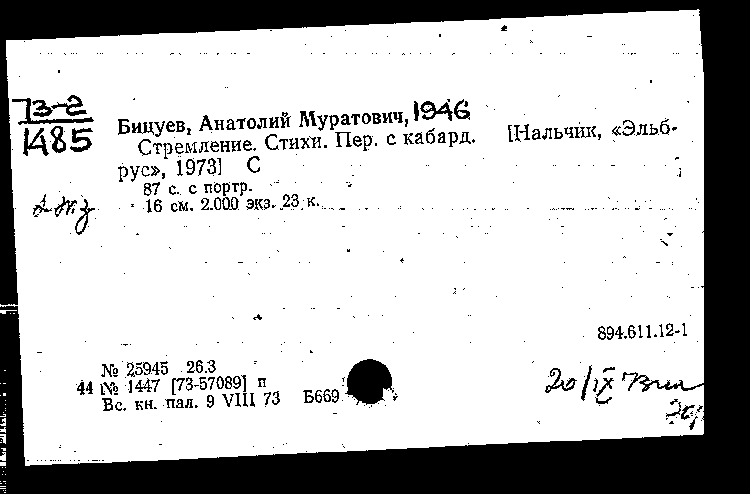 73-2
1485
Бицуев, Анатолий Муратович, 1946
Стремление. Стихи. Пер. с кабард. [Нальчик, «Эльб-
рус», 1973] С
87 с. с портр.
16 см. 2.000 экз. 23 к.
894.611.12-1
№ 25945 26.3
44 № 1447 [73-57089] п
Вс. кн. пал. 9 VIII 73 Б669
20/IX 73